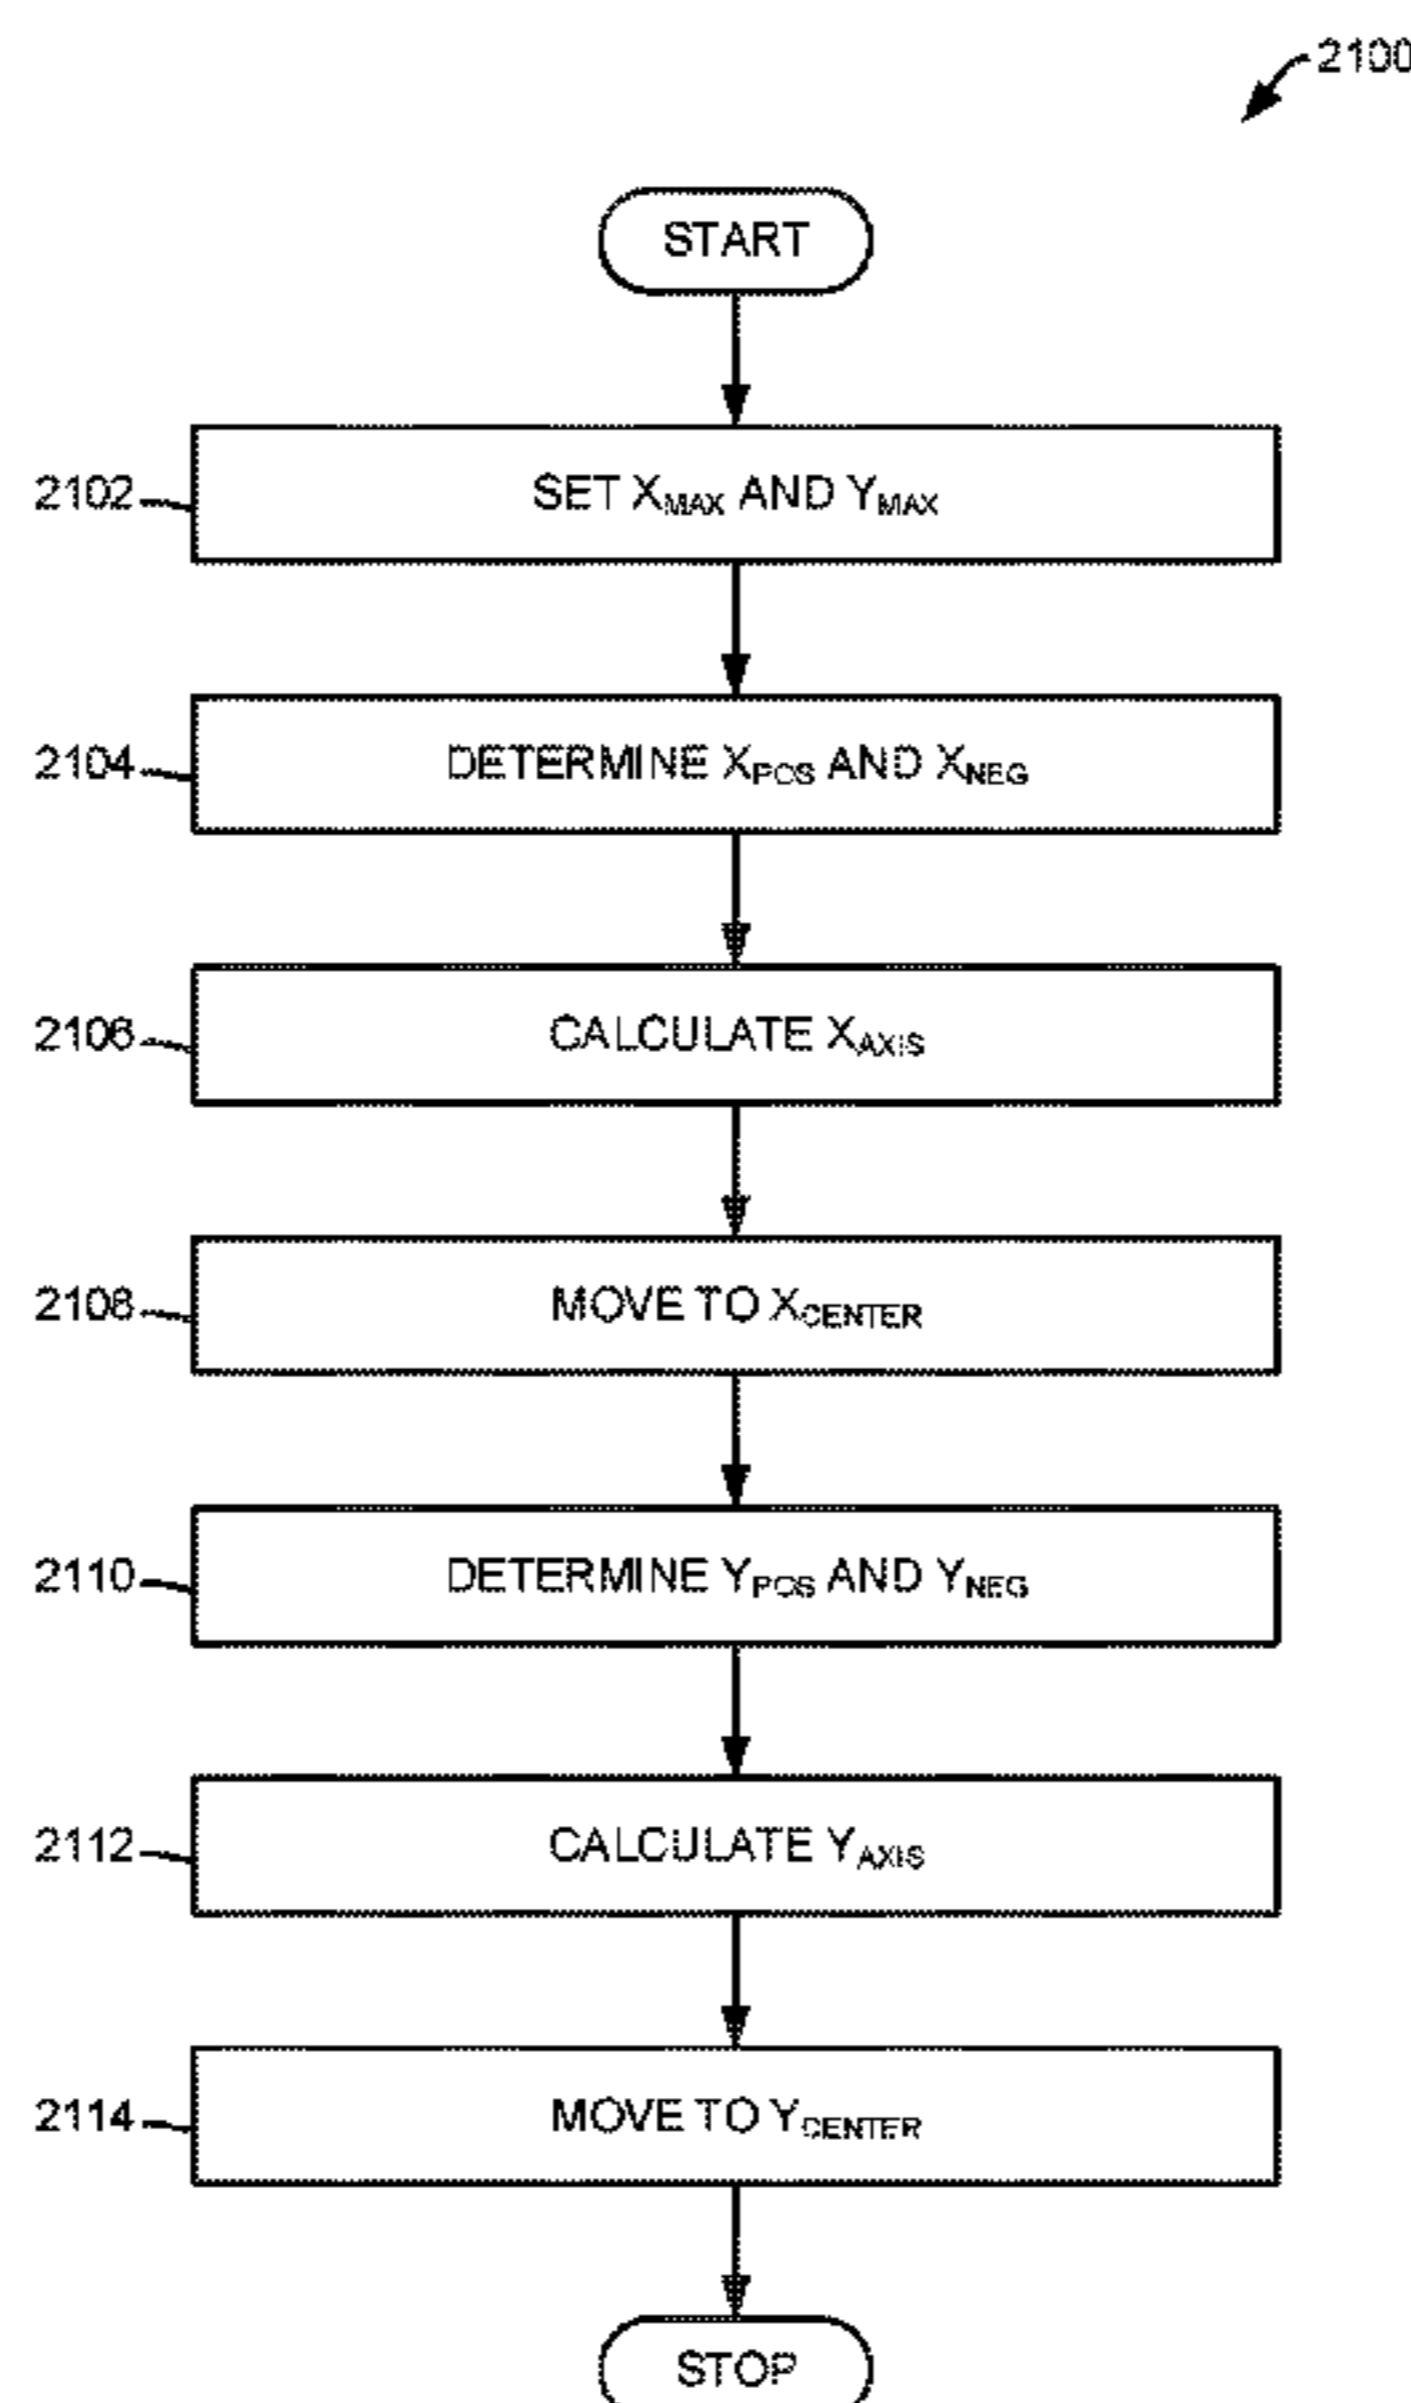 2100
START
2102 SET XMAX AND YMAX
2104 DETERMINE XPOS AND XNEG
2106 CALCULATE XAXIS
2108 MOVE TO XCENTER
2110 DETERMINE YPOS AND YNEG
2112 CALCULATE YAXIS
2114 MOVE TO YCENTER
STOP